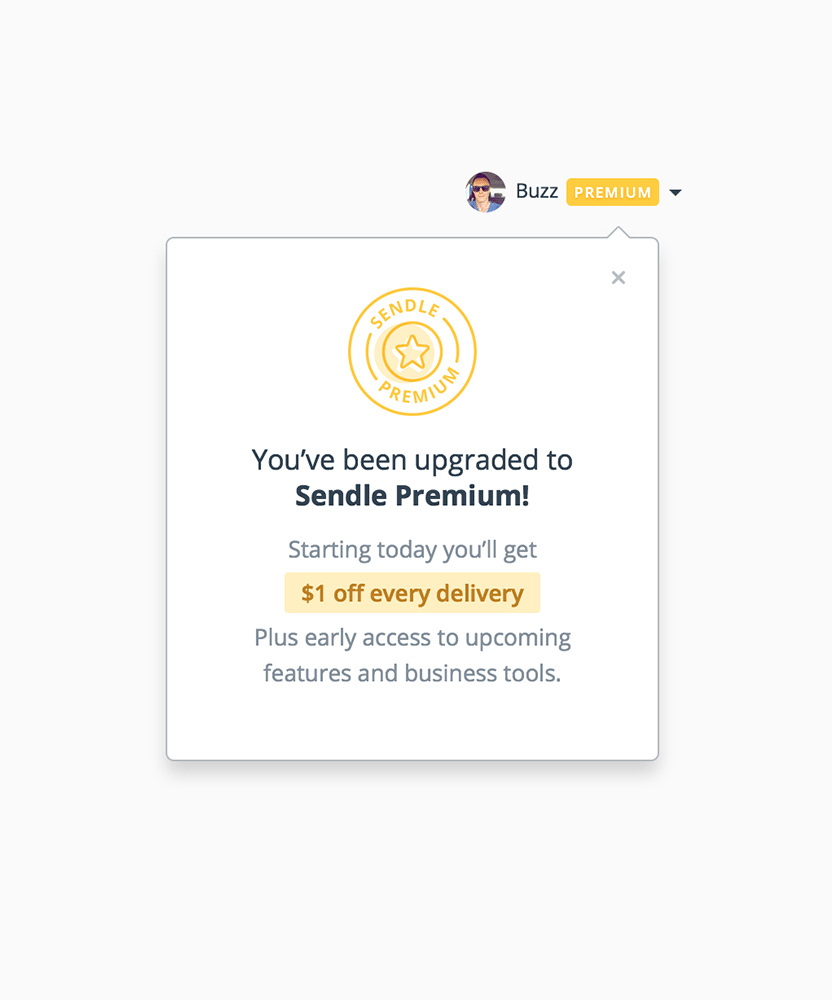 Buzz PREMIUM
SENDLE
PREMIUM
You’ve been upgraded to
Sendle Premium!
Starting today you’ll get
$1 off every delivery
Plus early access to upcoming
features and business tools.